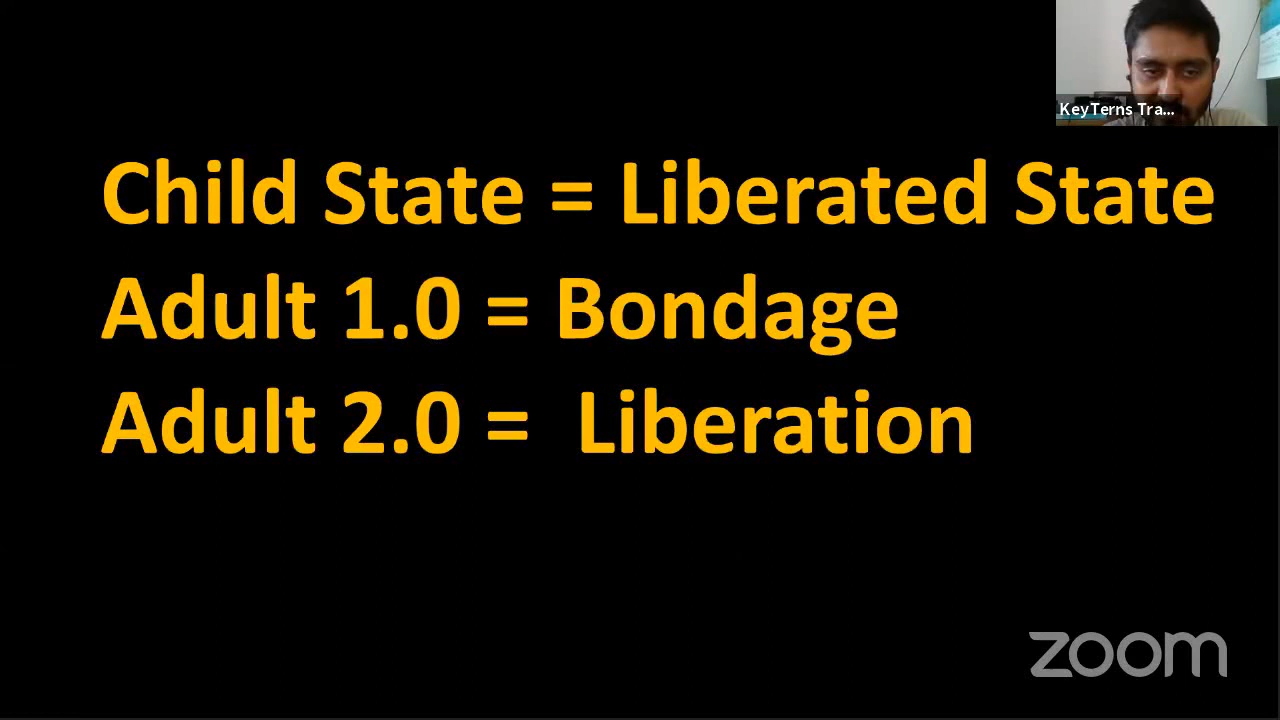 KeyTerns Tra...
Child State = Liberated State
Adult 1.0 = Bondage
Adult 2.0 = Liberation
zoom